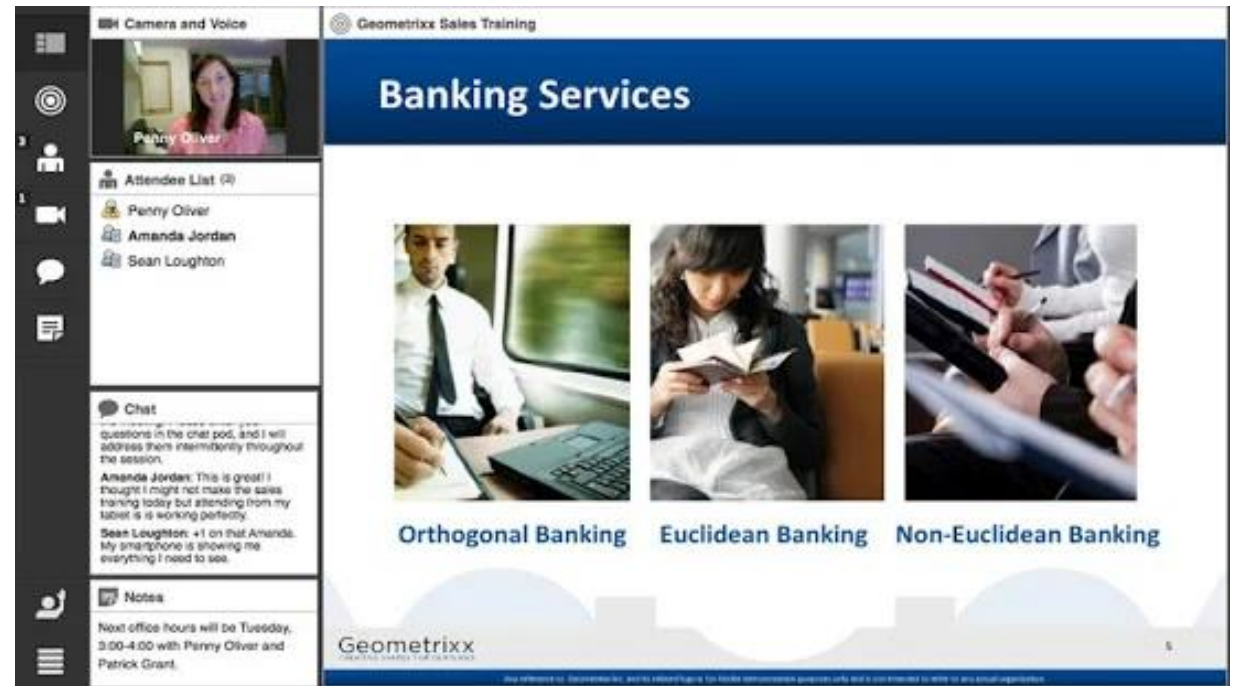 Camera and Voice
Penny Oliver
Attendee List (3)
Penny Oliver
Amanda Jordan
Sean Loughton
Chat
questions in the chat pod, and I will
address them intermittently throughout
the session.
Amanda Jordan: This is great! I
thought I might not make the sales
training today but attending from my
tablet is is working perfectly.
Sean Loughton: +1 on that Amanda.
My smartphone is showing me
everything I need to see.
Notes
Next office hours will be Tuesday,
3:00-4:00 with Penny Oliver and
Patrick Grant.
3
1
Geometrixx Sales Training
Banking Services
Orthogonal Banking
Euclidean Banking
Non-Euclidean Banking
Geometrixx
5